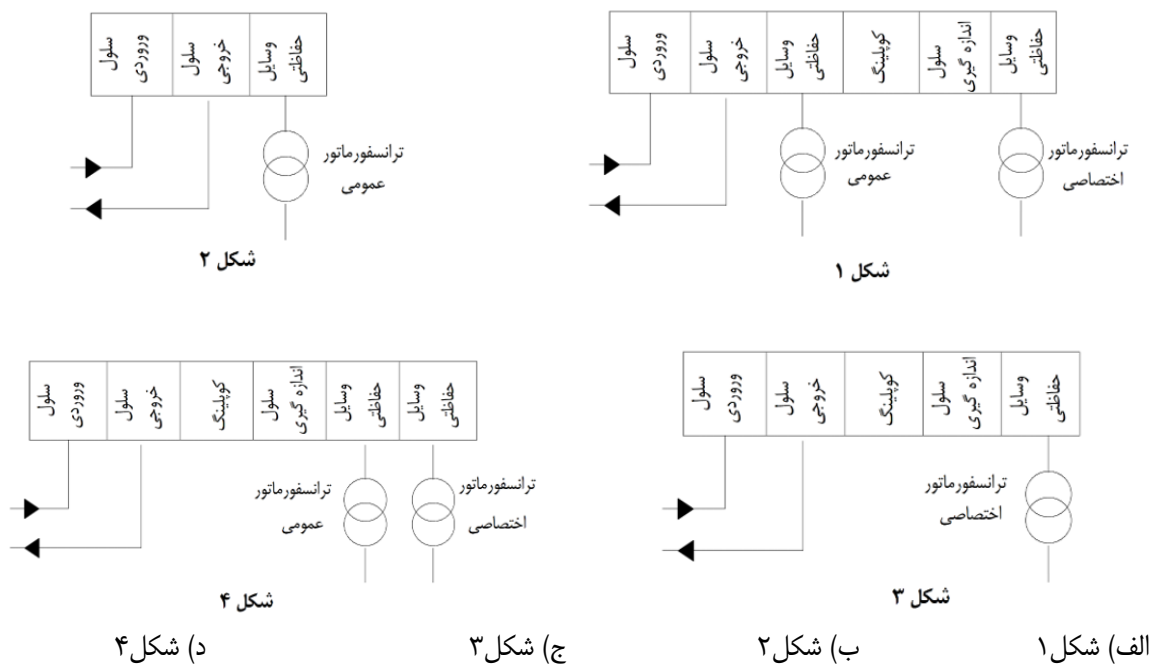 سلول ورودی
سلول خروجی
وسایل حفاظتی
کوپلینگ
سلول اندازه گیری
وسایل حفاظتی
ترانسفورماتور
عمومی
ترانسفورماتور
اختصاصی
شکل ۱
سلول ورودی
سلول خروجی
وسایل حفاظتی
ترانسفورماتور
عمومی
شکل ۲
سلول ورودی
سلول خروجی
کوپلینگ
سلول اندازه گیری
وسایل حفاظتی
ترانسفورماتور
اختصاصی
شکل ۳
سلول ورودی
سلول خروجی
کوپلینگ
سلول اندازه گیری
وسایل حفاظتی
وسایل حفاظتی
ترانسفورماتور
عمومی
ترانسفورماتور
اختصاصی
شکل ۴
الف) شکل۱ ب) شکل۲ ج) شکل۳ د) شکل۴